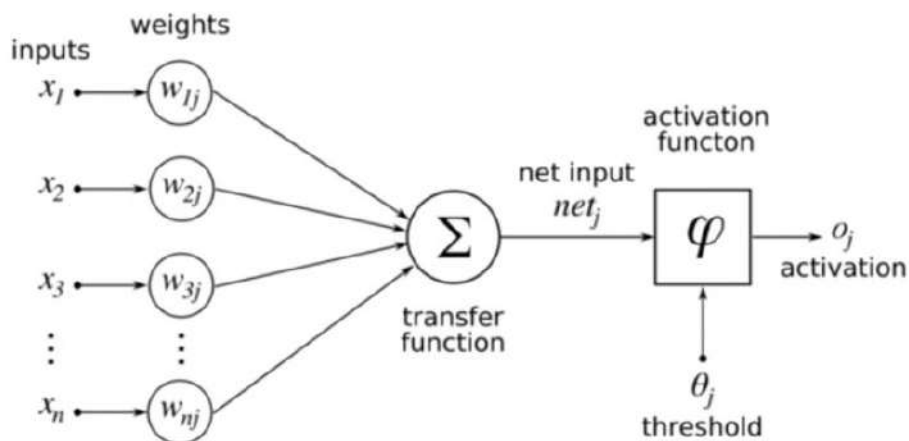 weights
inputs
x1
w1j
x2
w2j
x3
w3j
⋮
⋮
xn
wnj
Σ
transfer
function
net input
netj
activation
functon
φ
oj
activation
θj
threshold